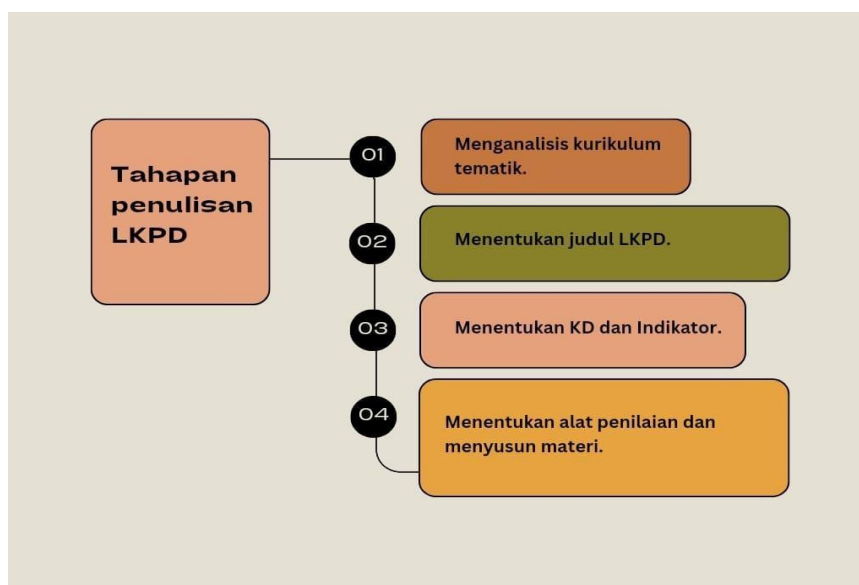 Tahapan
penulisan
LKPD
01
Menganalisis kurikulum
tematik.
02
Menentukan judul LKPD.
03
Menentukan KD dan Indikator.
04
Menentukan alat penilaian dan
menyusun materi.